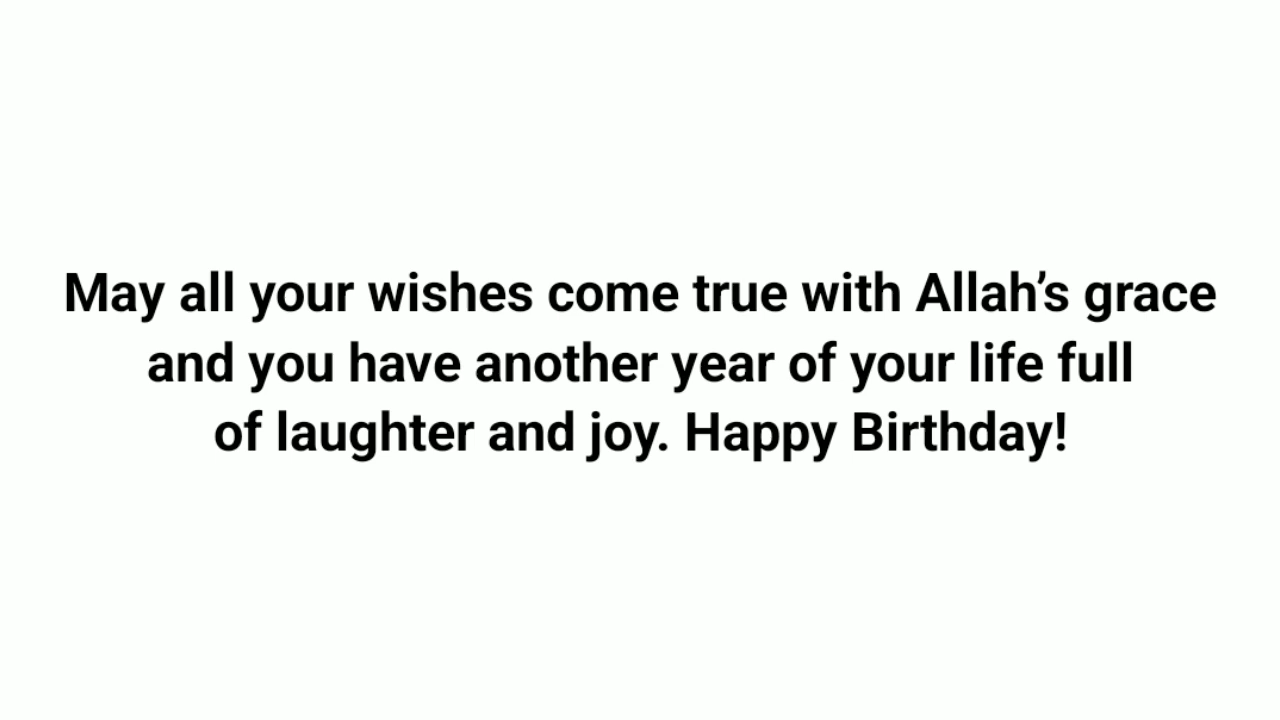 May all your wishes come true with Allah’s grace
and you have another year of your life full
of laughter and joy. Happy Birthday!